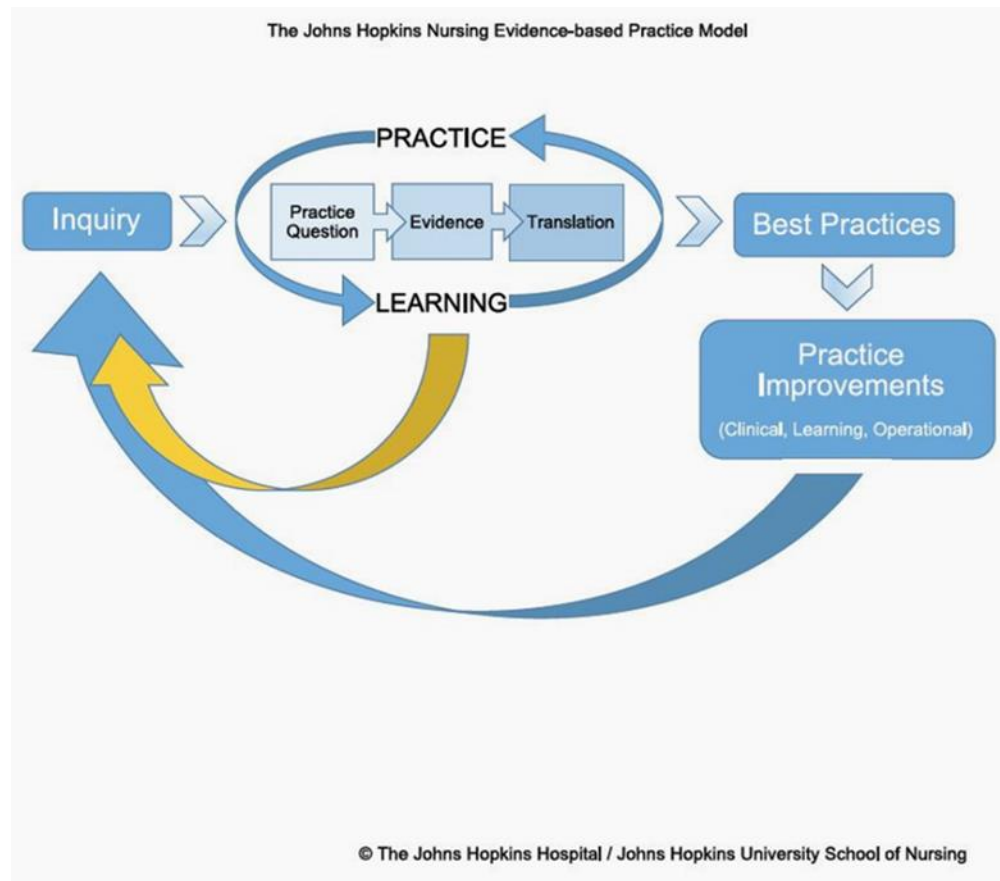 The Johns Hopkins Nursing Evidence-based Practice Model
PRACTICE
Inquiry
Practice
Question
Evidence
Translation
LEARNING
Best Practices
Practice
Improvements
(Clinical, Learning, Operational)
© The Johns Hopkins Hospital / Johns Hopkins University School of Nursing